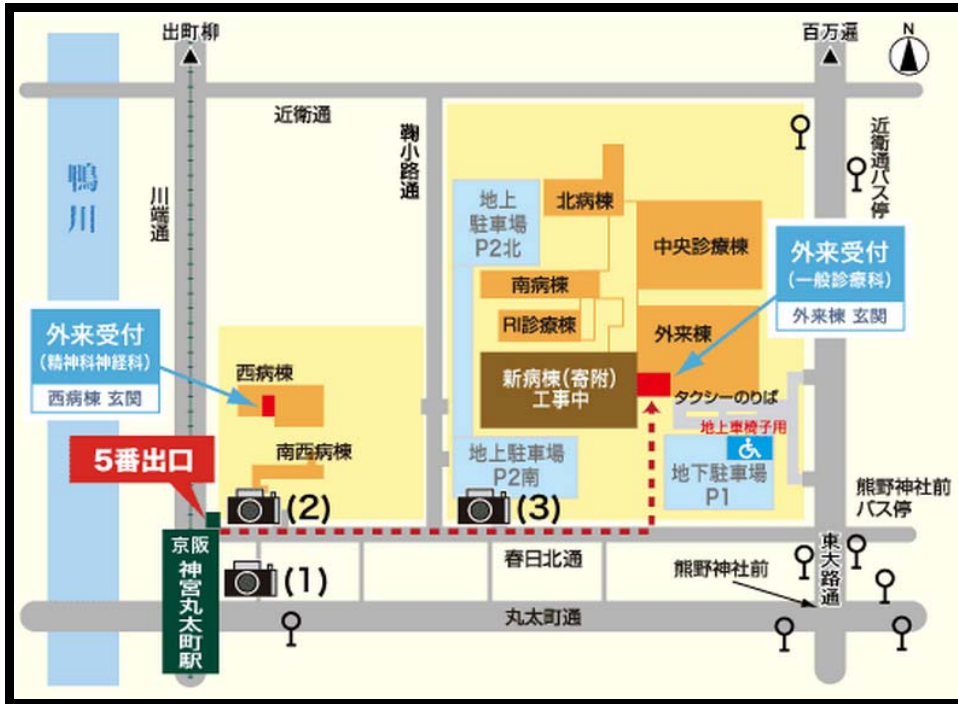 出町柳
百万遍
N
近衛通
鞠小路通
近衛通バス停
鴨川
川端通
地上
駐車場
P2北
北病棟
中央診療棟
外来受付
(一般診療科)
外来棟 玄関
南病棟
RI診療棟
外来棟
外来受付
(精神科神経科)
西病棟 玄関
西病棟
新病棟(寄附)
工事中
タクシーのりば
地上車椅子用
南西病棟
地上駐車場
P2南
地下駐車場
P1
5番出口
熊野神社前
バス停
(2)
(3)
京阪
神宮丸太町駅
(1)
春日北通
熊野神社前
東大路通
丸太町通